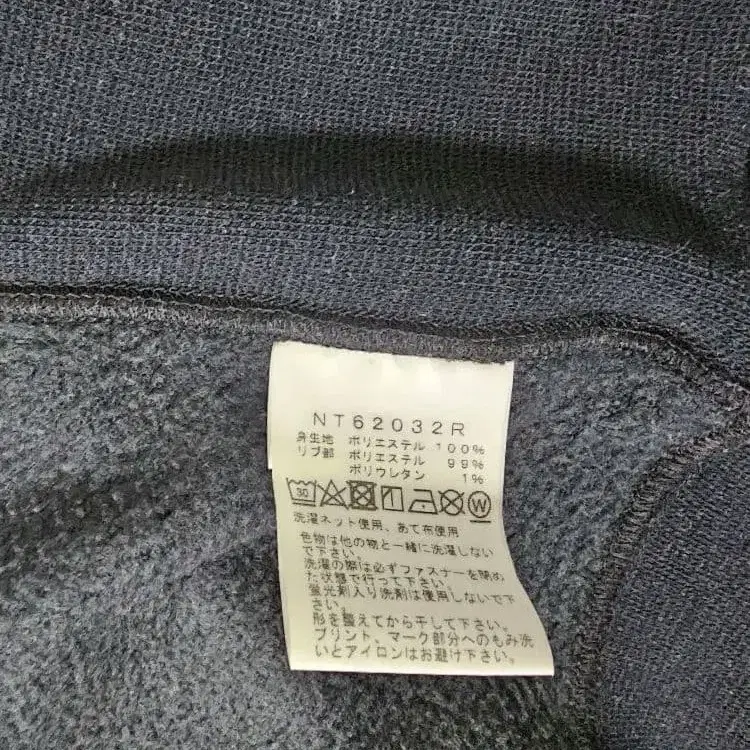 NT62032R
身生地 ポリエステル 100%
リブ部 ポリエステル 99%
ポリウレタン 1%
30 W
洗濯ネット使用、あて布使用
色物は他の物と一緒に洗濯しない
で下さい。
洗濯の際は必ずファスナーを閉め
た状態で行って下さい。
蛍光剤入り洗剤は使用しないで下
さい。
形を整えてから干して下さい。
プリント、マーク部分へのもみ洗
いとアイロンはお避け下さい。